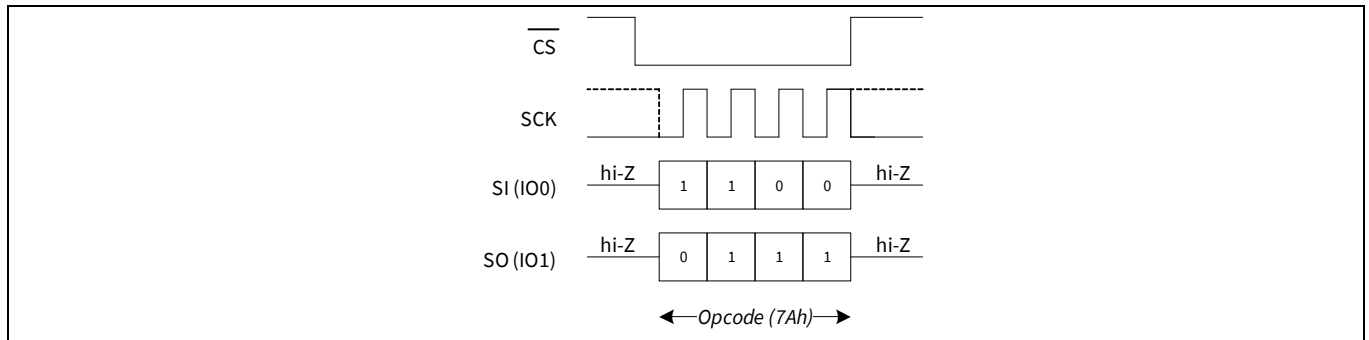 CS
SCK
hi-Z hi-Z
SI (IO0) 1 1 0 0
hi-Z hi-Z
SO (IO1) 0 1 1 1
Opcode (7Ah)